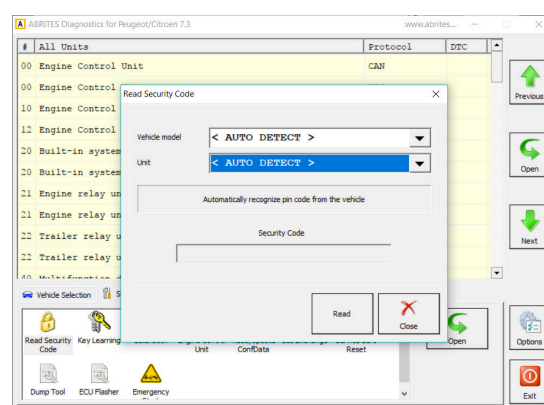 A ABRITES Diagnostics for Peugeot/Citroen 7.3 www.abrites...
# All Units Protocol DTC
00 Engine Control Unit CAN
00 Engine Control
10 Engine Control
12 Engine Control
20 Built-in system
20 Built-in system
21 Engine relay un
21 Engine relay un
22 Trailer relay u
22 Trailer relay u
Read Security Code
Vehicle model < AUTO DETECT >
Unit < AUTO DETECT >
Automatically recognize pin code from the vehicle
Security Code
Read
Close
Previous
Open
Next
Vehicle Selection S
Read Security Key Learning
Code Unit ConfData Reset
Open
Options
Dump Tool ECU Flasher Emergency
Exit